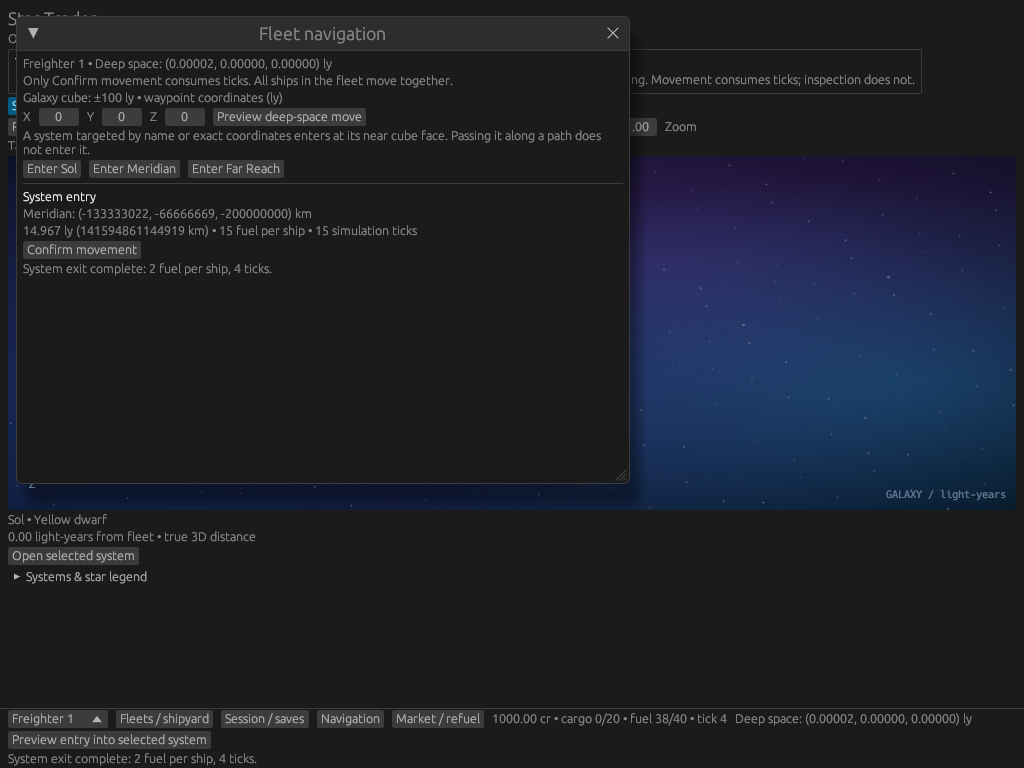 Fleet navigation
Freighter 1 • Deep space: (0.00002, 0.00000, 0.00000) ly
Only Confirm movement consumes ticks. All ships in the fleet move together.
Galaxy cube: ±100 ly • waypoint coordinates (ly)
X 0 Y 0 Z 0 Preview deep-space move
A system targeted by name or exact coordinates enters at its near cube face. Passing it along a path does
not enter it.
Enter Sol Enter Meridian Enter Far Reach
System entry
Meridian: (-133333022, -66666669, -200000000) km
14.967 ly (141594861144919 km) • 15 fuel per ship • 15 simulation ticks
Confirm movement
System exit complete: 2 fuel per ship, 4 ticks.
Movement consumes ticks; inspection does not.
.00 Zoom
Z
GALAXY / light-years
Sol • Yellow dwarf
0.00 light-years from fleet • true 3D distance
Open selected system
Systems & star legend
Freighter 1 Fleets / shipyard Session / saves Navigation Market / refuel 1000.00 cr • cargo 0/20 • fuel 38/40 • tick 4 Deep space: (0.00002, 0.00000, 0.00000) ly
Preview entry into selected system
System exit complete: 2 fuel per ship, 4 ticks.